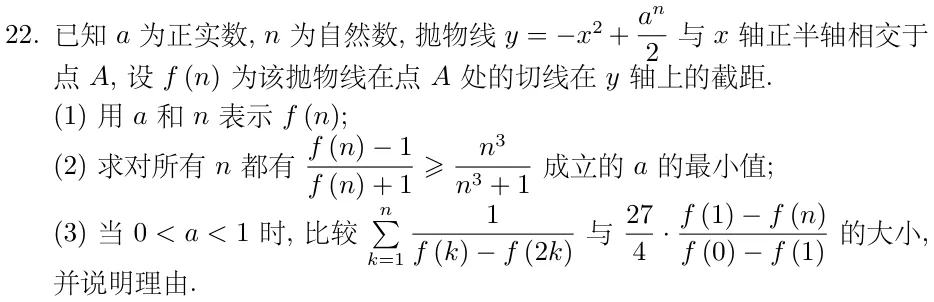 22. 已知 a 为正实数, n 为自然数, 抛物线 y = −x² + aⁿ/2 与 x 轴正半轴相交于
点 A, 设 f (n) 为该抛物线在点 A 处的切线在 y 轴上的截距.
(1) 用 a 和 n 表示 f (n);
(2) 求对所有 n 都有 (f (n) − 1)/(f (n) + 1) ⩾ n³/(n³ + 1) 成立的 a 的最小值;
(3) 当 0 < a < 1 时, 比较 ∑_{k=1}^{n} 1/(f (k) − f (2k)) 与 27/4 · (f (1) − f (n))/(f (0) − f (1)) 的大小,
并说明理由.